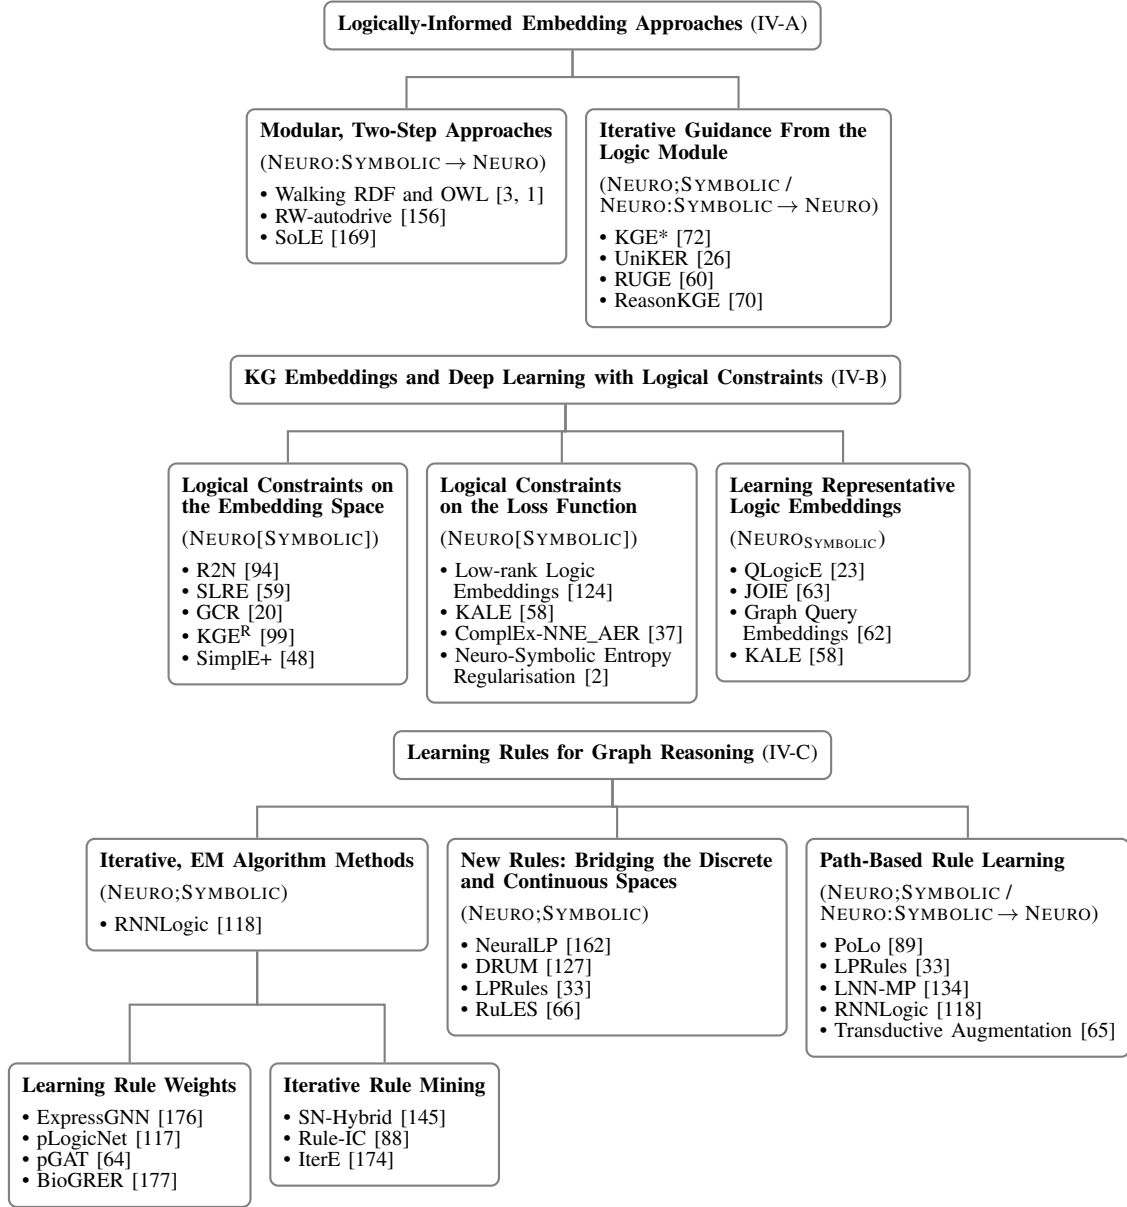 Logically-Informed Embedding Approaches (IV-A)
Modular, Two-Step Approaches
(NEURO:SYMBOLIC → NEURO)
• Walking RDF and OWL [3, 1]
• RW-autodrive [156]
• SoLE [169]
Iterative Guidance From the
Logic Module
(NEURO;SYMBOLIC /
NEURO:SYMBOLIC → NEURO)
• KGE* [72]
• UniKER [26]
• RUGE [60]
• ReasonKGE [70]
KG Embeddings and Deep Learning with Logical Constraints (IV-B)
Logical Constraints on
the Embedding Space
(NEURO[SYMBOLIC])
• R2N [94]
• SLRE [59]
• GCR [20]
• KGE^R [99]
• SimplE+ [48]
Logical Constraints
on the Loss Function
(NEURO[SYMBOLIC])
• Low-rank Logic
Embeddings [124]
• KALE [58]
• ComplEx-NNE_AER [37]
• Neuro-Symbolic Entropy
Regularisation [2]
Learning Representative
Logic Embeddings
(NEURO_SYMBOLIC)
• QLogicE [23]
• JOIE [63]
• Graph Query
Embeddings [62]
• KALE [58]
Learning Rules for Graph Reasoning (IV-C)
Iterative, EM Algorithm Methods
(NEURO;SYMBOLIC)
• RNNLogic [118]
New Rules: Bridging the Discrete
and Continuous Spaces
(NEURO;SYMBOLIC)
• NeuralLP [162]
• DRUM [127]
• LPRules [33]
• RuLES [66]
Path-Based Rule Learning
(NEURO;SYMBOLIC /
NEURO:SYMBOLIC → NEURO)
• PoLo [89]
• LPRules [33]
• LNN-MP [134]
• RNNLogic [118]
• Transductive Augmentation [65]
Learning Rule Weights
• ExpressGNN [176]
• pLogicNet [117]
• pGAT [64]
• BioGRER [177]
Iterative Rule Mining
• SN-Hybrid [145]
• Rule-IC [88]
• IterE [174]